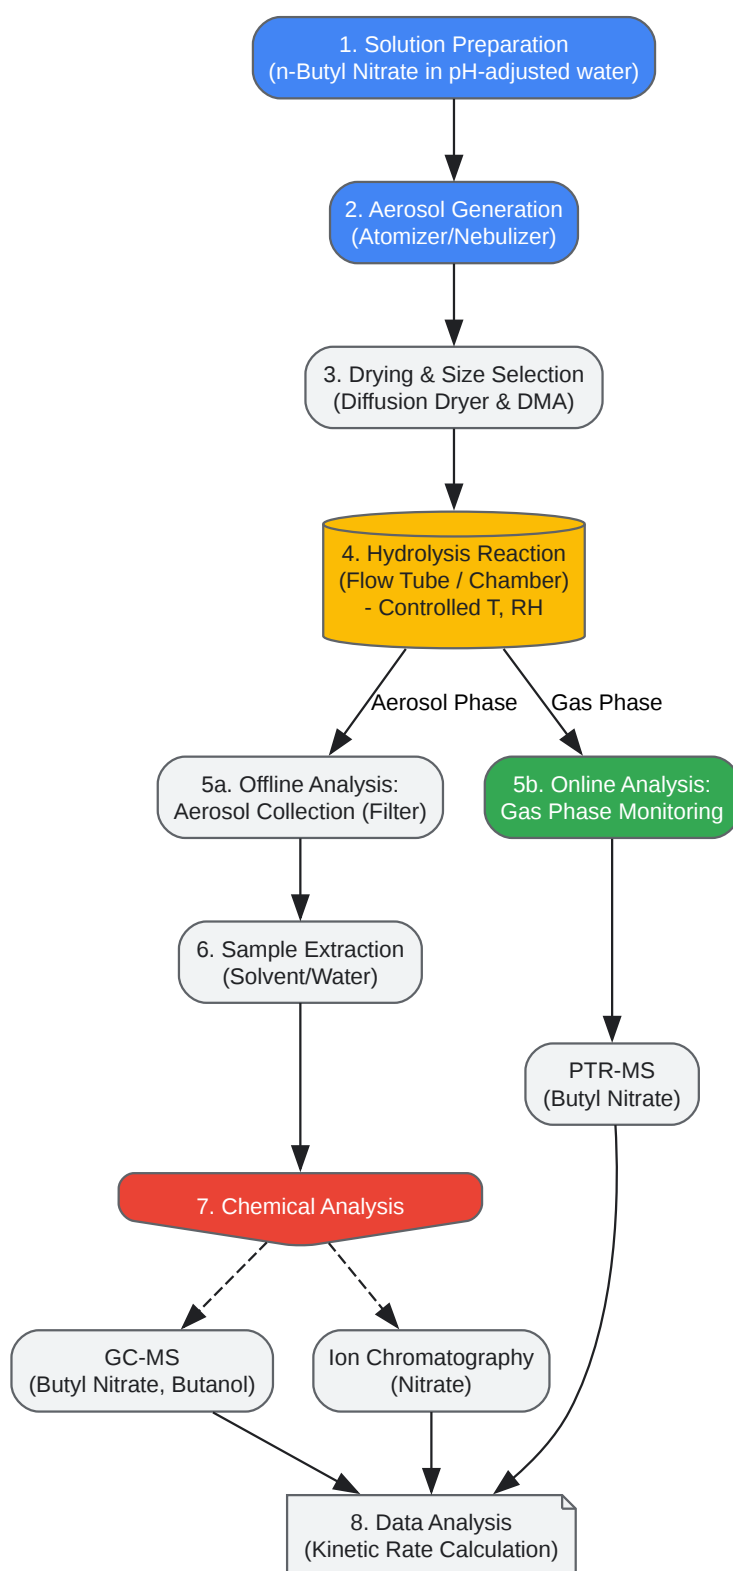 1. Solution Preparation
(n-Butyl Nitrate in pH-adjusted water)
2. Aerosol Generation
(Atomizer/Nebulizer)
3. Drying & Size Selection
(Diffusion Dryer & DMA)
4. Hydrolysis Reaction
(Flow Tube / Chamber)
- Controlled T, RH
Aerosol Phase
Gas Phase
5a. Offline Analysis:
Aerosol Collection (Filter)
5b. Online Analysis:
Gas Phase Monitoring
6. Sample Extraction
(Solvent/Water)
PTR-MS
(Butyl Nitrate)
7. Chemical Analysis
GC-MS
(Butyl Nitrate, Butanol)
Ion Chromatography
(Nitrate)
8. Data Analysis
(Kinetic Rate Calculation)